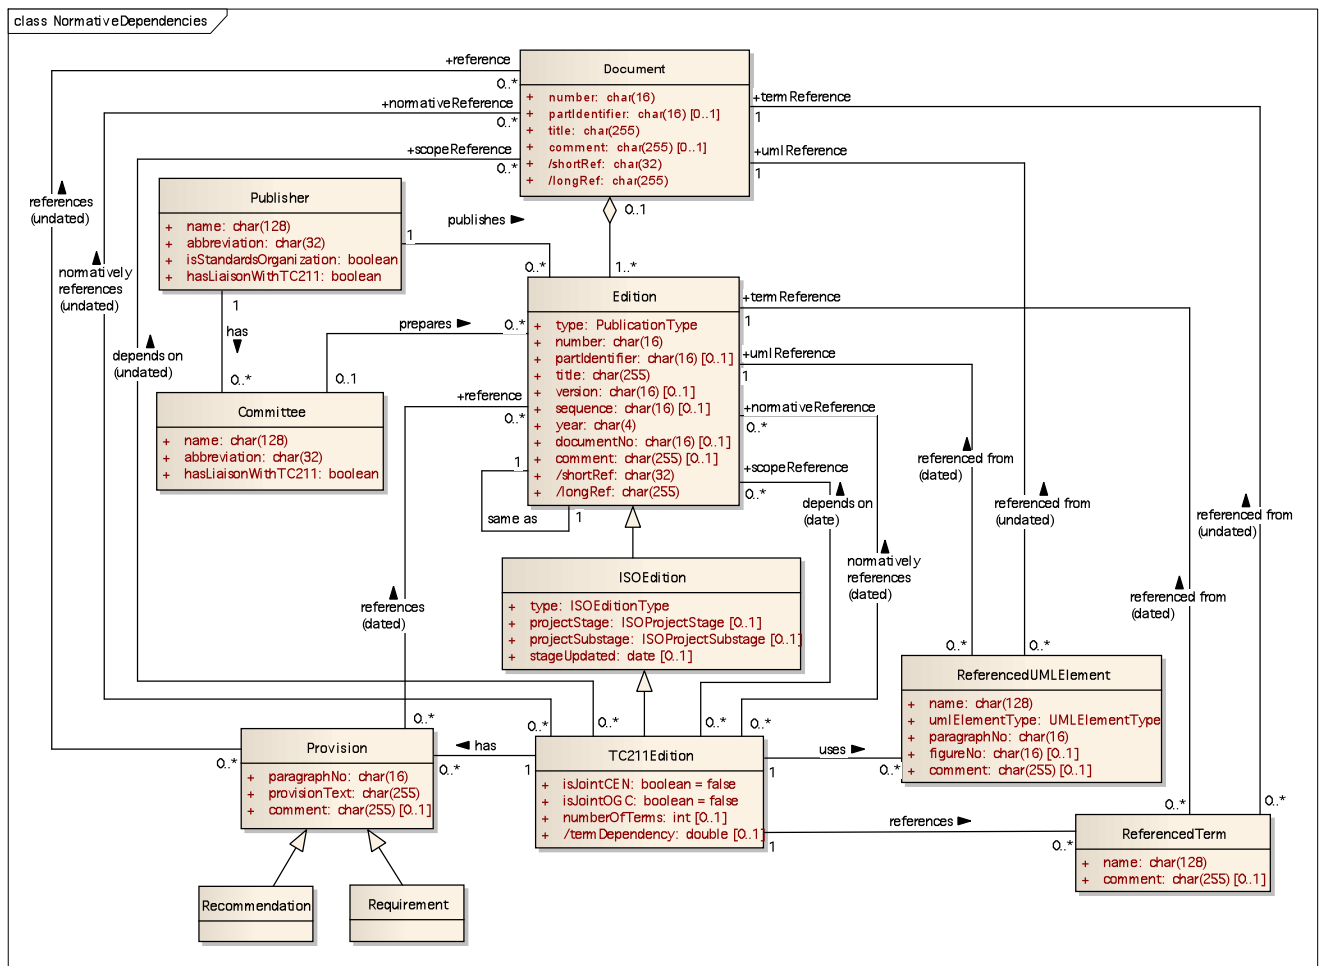 class NormativeDependencies
+reference
0..*
+normativeReference
0..*
+scopeReference
0..*
Document
+ number: char(16)
+ partIdentifier: char(16) [0..1]
+ title: char(255)
+ comment: char(255) [0..1]
+ /shortRef: char(32)
+ /longRef: char(255)
+termReference
1
+umlReference
1
references
(undated)
Publisher
+ name: char(128)
+ abbreviation: char(32)
+ isStandardsOrganization: boolean
+ hasLiaisonWithTC211: boolean
publishes
1
0..*
0..1
1..*
normatively
references
(undated)
1
has
0..*
depends on
(undated)
prepares
0..*
0..1
Committee
+ name: char(128)
+ abbreviation: char(32)
+ hasLiaisonWithTC211: boolean
Edition
+ type: PublicationType
+ number: char(16)
+ partIdentifier: char(16) [0..1]
+ title: char(255)
+ version: char(16) [0..1]
+ sequence: char(16) [0..1]
+ year: char(4)
+ documentNo: char(16) [0..1]
+ comment: char(255) [0..1]
+ /shortRef: char(32)
+ /longRef: char(255)
+termReference
1
+umlReference
1
+normativeReference
0..*
+scopeReference
0..*
+reference
0..*
1
same as
1
referenced from
(dated)
depends on
(date)
referenced from
(undated)
referenced from
(undated)
normatively
references
(dated)
referenced from
(dated)
references
(dated)
ISOEdition
+ type: ISOEditionType
+ projectStage: ISOProjectStage [0..1]
+ projectSubstage: ISOProjectSubstage [0..1]
+ stageUpdated: date [0..1]
0..*
0..*
ReferencedUMLElement
+ name: char(128)
+ umlElementType: UMLElementType
+ paragraphNo: char(16)
+ figureNo: char(16) [0..1]
+ comment: char(255) [0..1]
0..*
0..*
0..*
0..*
0..*
0..*
Provision
+ paragraphNo: char(16)
+ provisionText: char(255)
+ comment: char(255) [0..1]
has
0..*
1
TC211Edition
+ isJointCEN: boolean = false
+ isJointOGC: boolean = false
+ numberOfTerms: int [0..1]
+ /termDependency: double [0..1]
uses
1
0..*
references
1
0..*
0..*
0..*
ReferencedTerm
+ name: char(128)
+ comment: char(255) [0..1]
Recommendation
Requirement